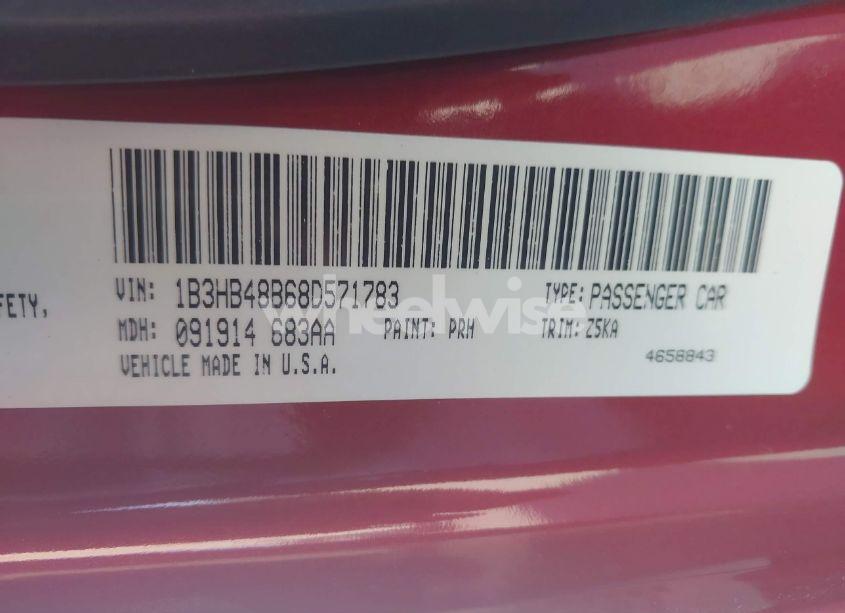 FETY,
VIN: 1B3HB48B68D571783 TYPE: PASSENGER CAR
MDH: 091914 683AA PAINT: PRH TRIM: Z5KA
VEHICLE MADE IN U.S.A. 4658843
wheelwise